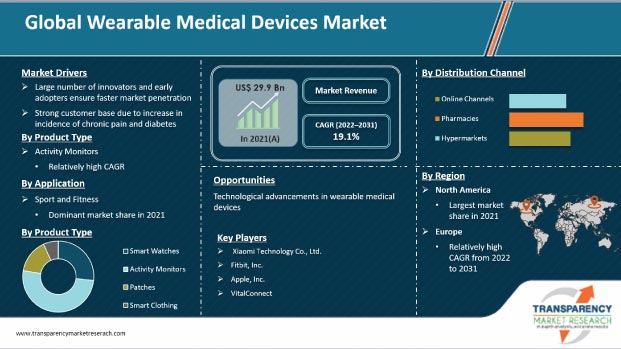 Global Wearable Medical Devices Market
Market Drivers
➢ Large number of innovators and early
adopters ensure faster market penetration
➢ Strong customer base due to increase in
incidence of chronic pain and diabetes
By Product Type
➢ Activity Monitors
• Relatively high CAGR
By Application
➢ Sport and Fitness
• Dominant market share in 2021
By Product Type
Smart Watches
Activity Monitors
Patches
Smart Clothing
US$ 29.9 Bn
In 2021(A)
Market Revenue
CAGR (2022–2031)
19.1%
Opportunities
Technological advancements in wearable medical
devices
Key Players
➢ Xiaomi Technology Co., Ltd.
➢ Fitbit, Inc.
➢ Apple, Inc.
➢ VitalConnect
By Distribution Channel
Online Channels
Pharmacies
Hypermarkets
By Region
➢ North America
• Largest market
share in 2021
➢ Europe
• Relatively high
CAGR from 2022
to 2031
TRANSPARENCY
MARKET RESEARCH
In-depth analysis, accurate results
www.transparencymarketreserach.com